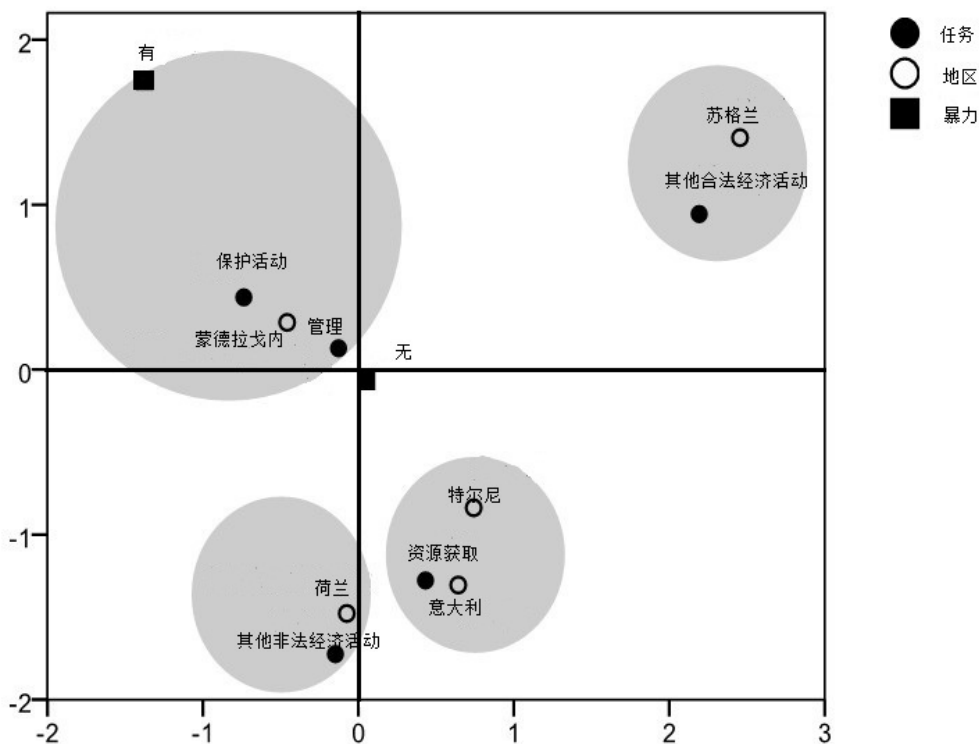 2
有
任务
地区
暴力
苏格兰
其他合法经济活动
1
保护活动
蒙德拉戈内
管理
无
0
特尔尼
-1
资源获取
意大利
荷兰
其他非法经济活动
-2
-2
-1
0
1
2
3